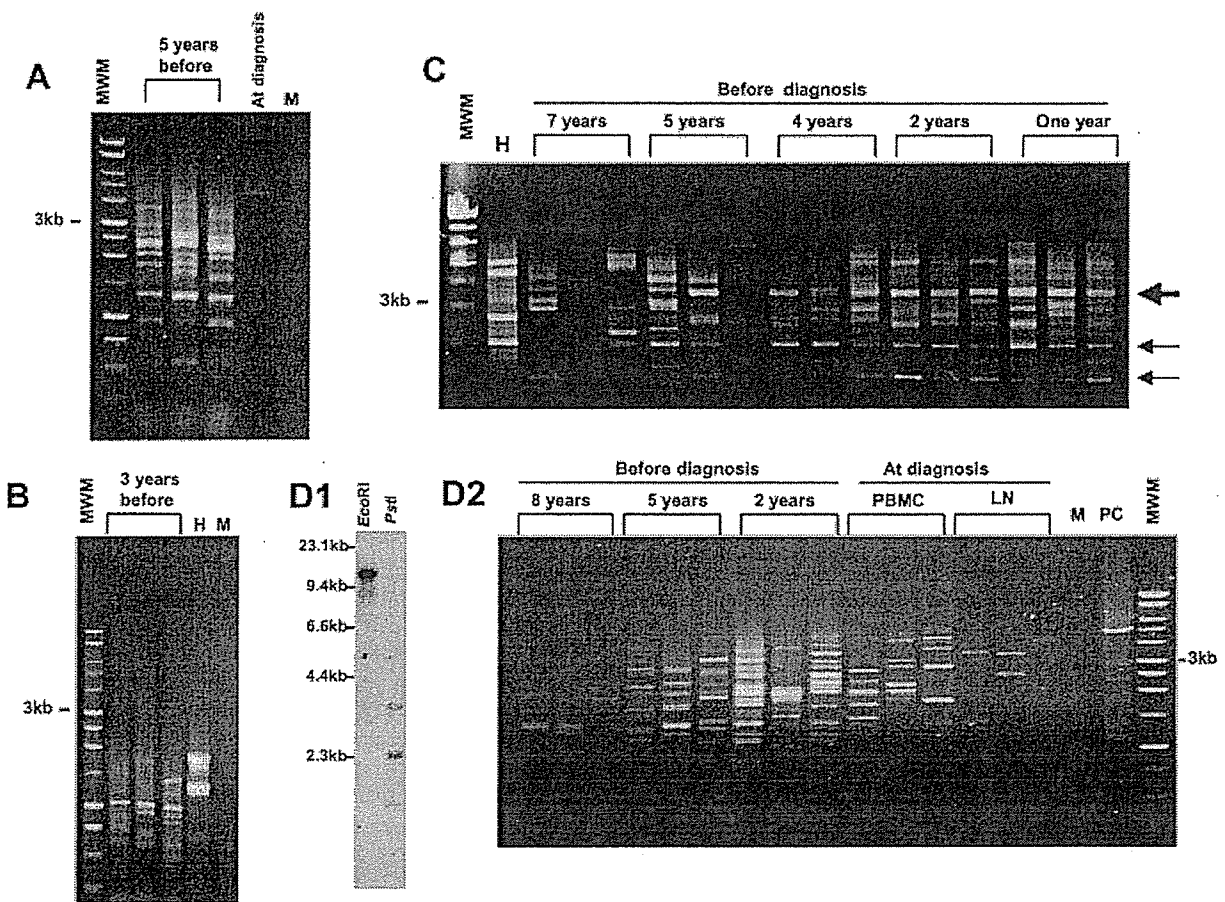 A
MWM
5 years
before
At diagnosis
M
3kb
C
MWM
H
Before diagnosis
7 years
5 years
4 years
2 years
One year
3kb
B
MWM
3 years
before
H M
3kb
D1
EcoRI
PstI
23.1kb
9.4kb
6.6kb
4.4kb
2.3kb
D2
Before diagnosis
At diagnosis
8 years
5 years
2 years
PBMC
LN
M
PC
MWM
3kb